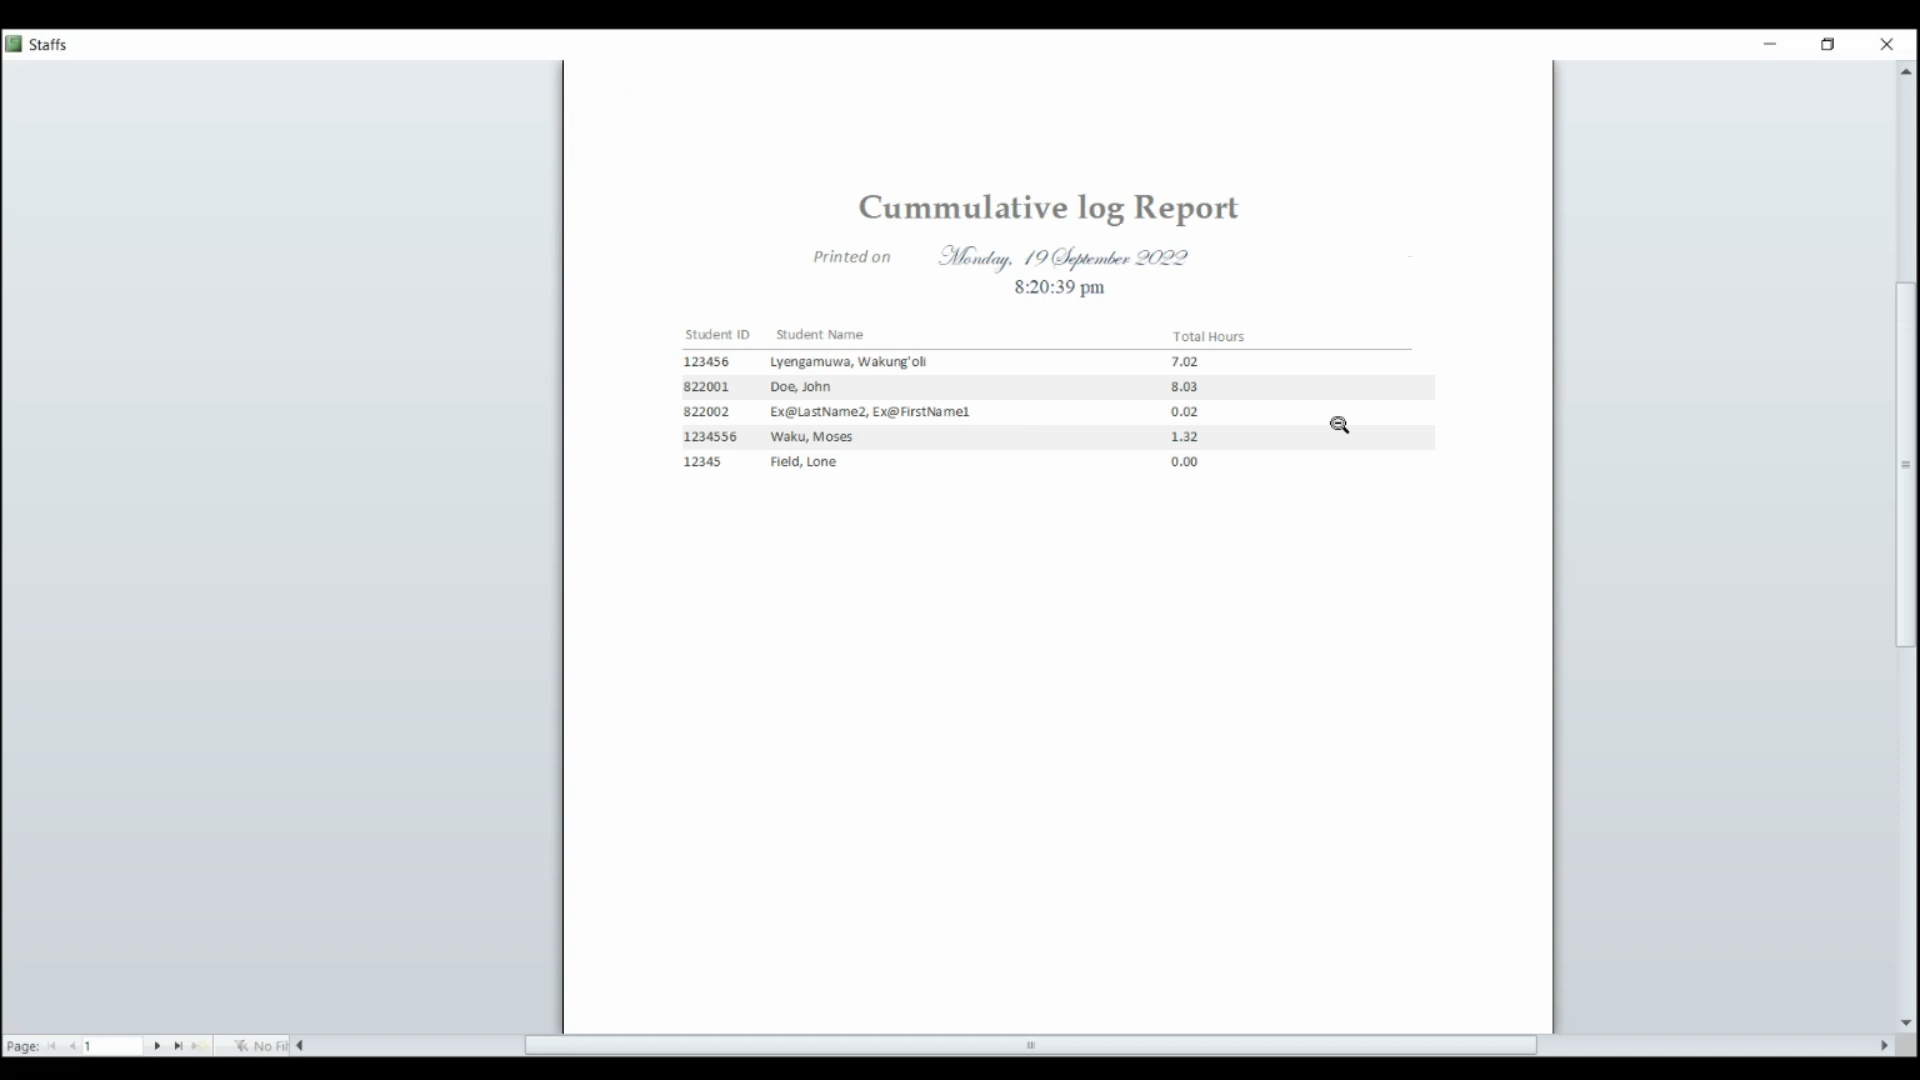 Staffs
Cummulative log Report
Printed on Monday, 19 September 2022
8:20:39 pm
Student ID Student Name Total Hours
123456 Lyengamuwa, Wakung'oli 7.02
822001 Doe, John 8.03
822002 Ex@LastName2, Ex@FirstName1 0.02
1234556 Waku, Moses 1.32
12345 Field, Lone 0.00
Page: 1 No Fil